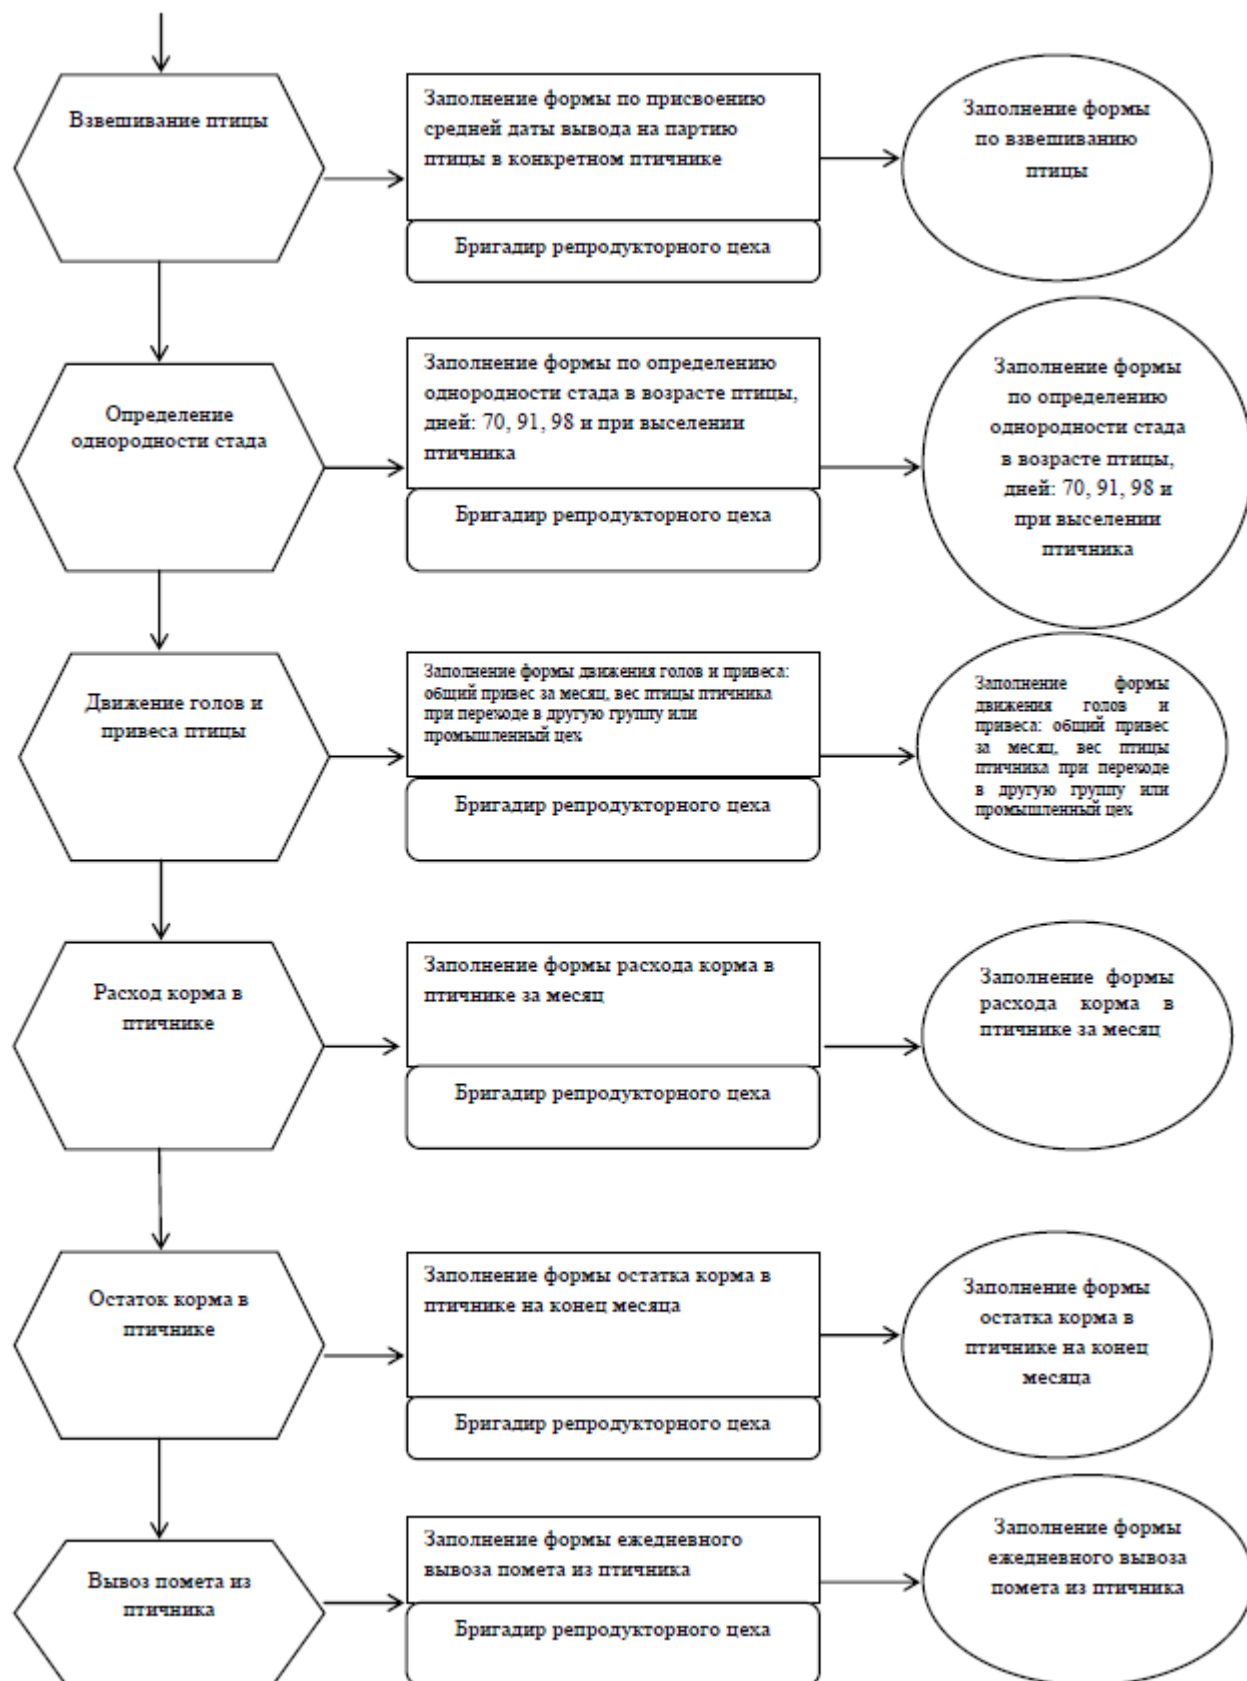 Взвешивание птицы
Заполнение формы по присвоению
средней даты вывода на партию
птицы в конкретном птичнике
Бригадир репродукторного цеха
Заполнение формы
по взвешиванию
птицы
Определение
однородности стада
Заполнение формы по определению
однородности стада в возрасте птицы,
дней: 70, 91, 98 и при выселении
птичника
Бригадир репродукторного цеха
Заполнение формы
по определению
однородности стада
в возрасте птицы,
дней: 70, 91, 98 и
при выселении
птичника
Движение голов и
привеса птицы
Заполнение формы движения голов и привеса:
общий привес за месяц, вес птицы птичника
при переходе в другую группу или
промышленный цех
Бригадир репродукторного цеха
Заполнение формы
движения голов и
привеса: общий привес
за месяц, вес птицы
птичника при переходе
в другую группу или
промышленный цех
Расход корма в
птичнике
Заполнение формы расхода корма в
птичнике за месяц
Бригадир репродукторного цеха
Заполнение формы
расхода корма в
птичнике за месяц
Остаток корма в
птичнике
Заполнение формы остатка корма в
птичнике на конец месяца
Бригадир репродукторного цеха
Заполнение формы
остатка корма в
птичнике на конец
месяца
Вывоз помета из
птичника
Заполнение формы ежедневного
вывоза помета из птичника
Бригадир репродукторного цеха
Заполнение формы
ежедневного вывоза
помета из птичника